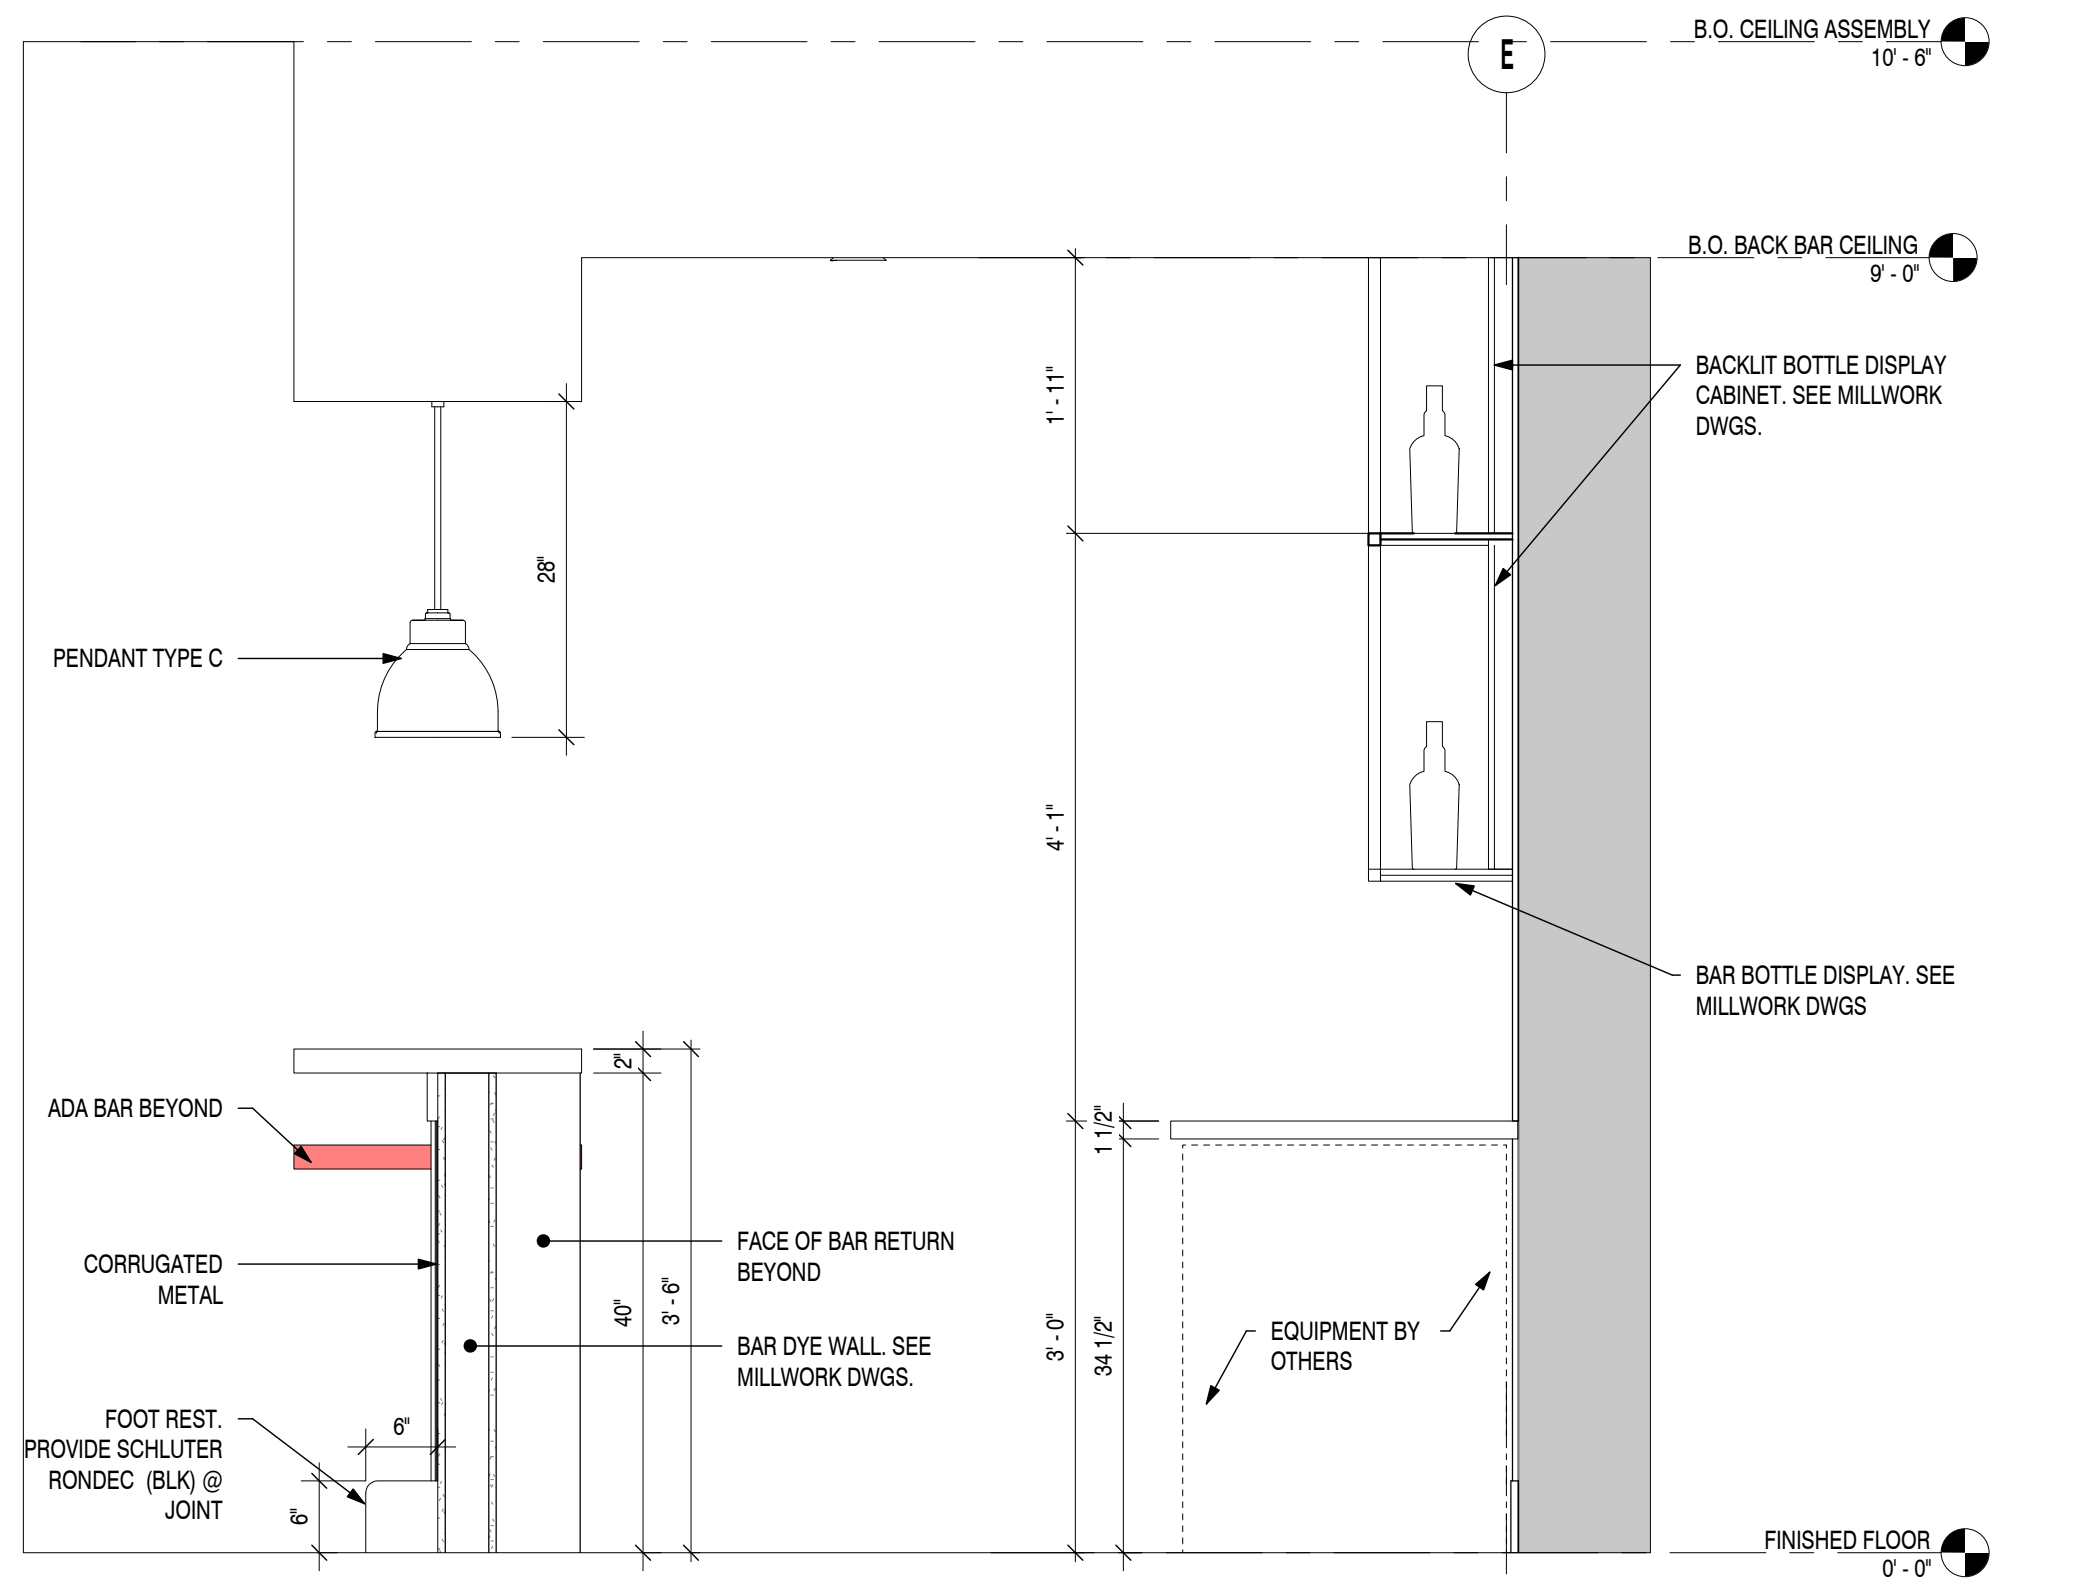 B.O. CEILING ASSEMBLY
10' - 6"
E
B.O. BACK BAR CEILING
9' - 0"
1' - 11"
BACKLIT BOTTLE DISPLAY
CABINET. SEE MILLWORK
DWGS.
28"
PENDANT TYPE C
4' - 1"
BAR BOTTLE DISPLAY. SEE
MILLWORK DWGS
2"
ADA BAR BEYOND
1 1/2"
CORRUGATED
METAL
FACE OF BAR RETURN
BEYOND
40"
3' - 6"
BAR DYE WALL. SEE
MILLWORK DWGS.
3' - 0"
34 1/2"
EQUIPMENT BY
OTHERS
FOOT REST.
PROVIDE SCHLUTER
RONDEC (BLK) @
JOINT
6"
6"
FINISHED FLOOR
0' - 0"